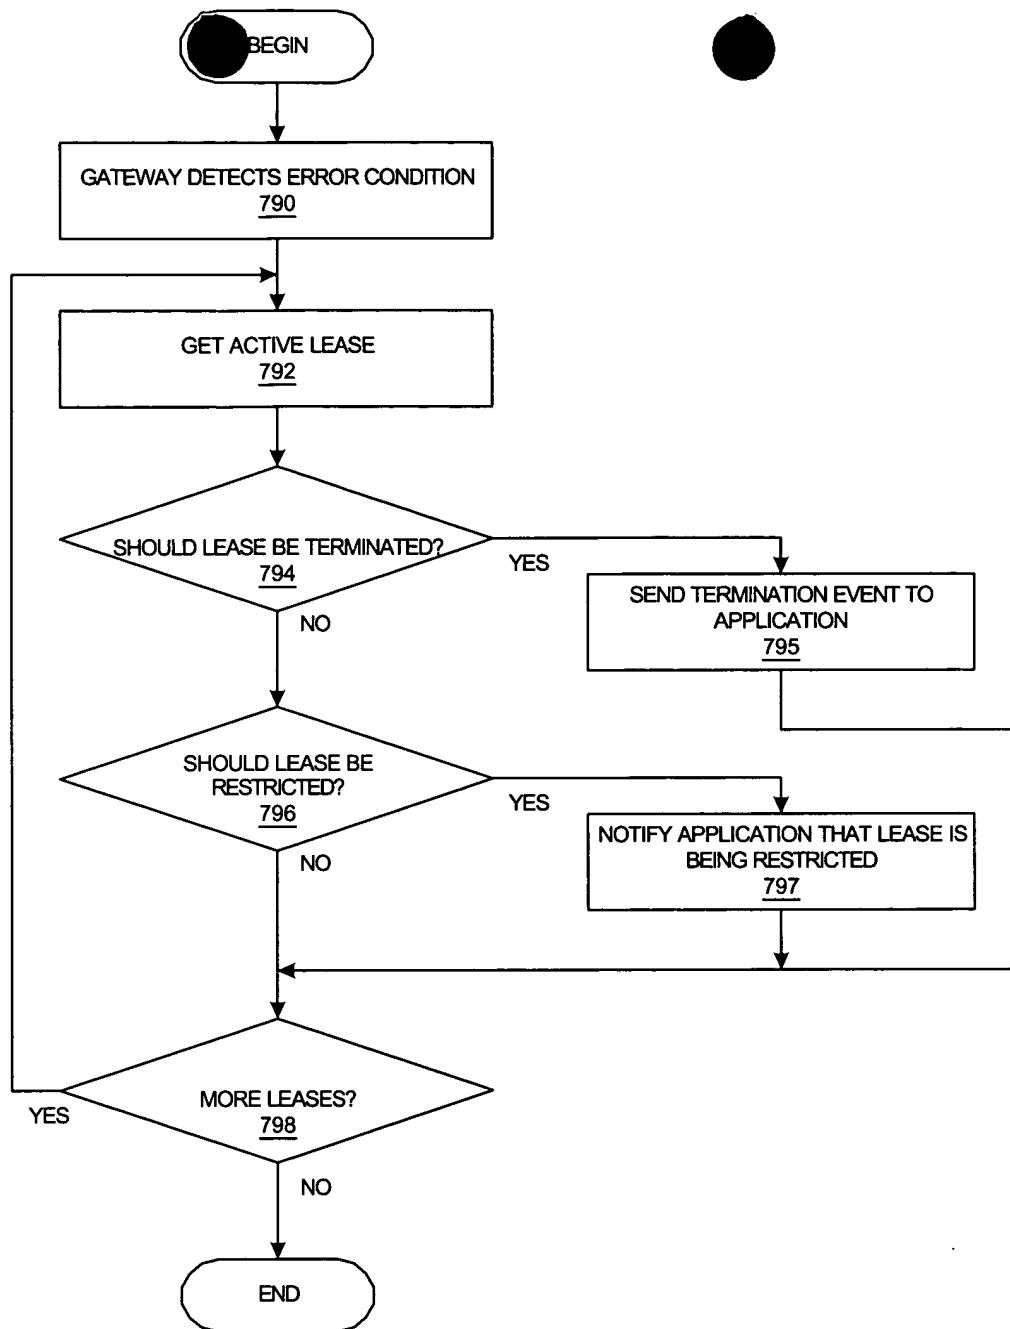 BEGIN
GATEWAY DETECTS ERROR CONDITION
790
GET ACTIVE LEASE
792
SHOULD LEASE BE TERMINATED?
794
YES
NO
SEND TERMINATION EVENT TO
APPLICATION
795
SHOULD LEASE BE
RESTRICTED?
796
YES
NO
NOTIFY APPLICATION THAT LEASE IS
BEING RESTRICTED
797
MORE LEASES?
798
YES
NO
END